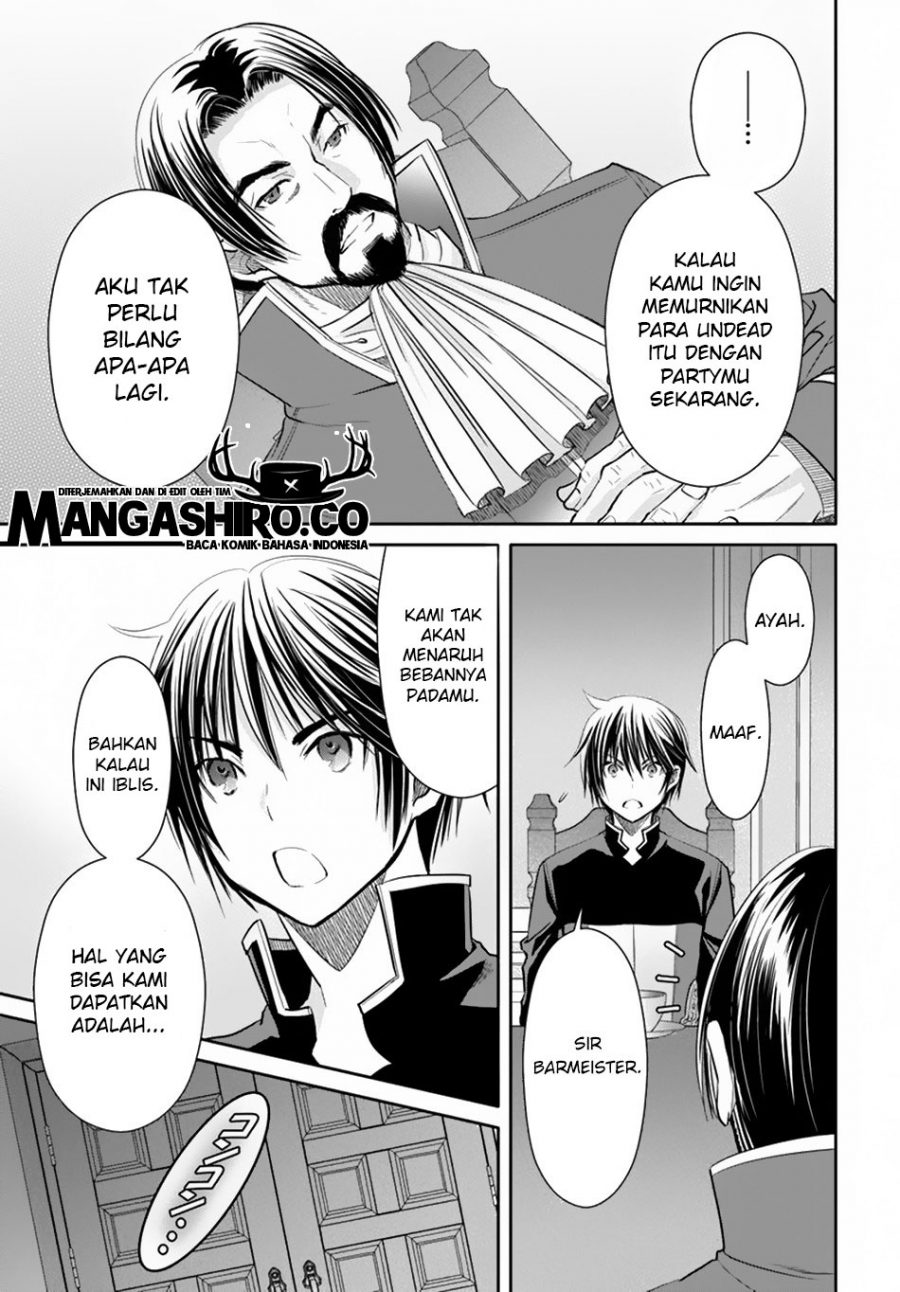 ......
KALAU
KAMU INGIN
MEMURNIKAN
PARA UNDEAD
ITU DENGAN
PARTYMU
SEKARANG.
AKU TAK
PERLU
BILANG
APA-APA
LAGI.
DITERJEMAHKAN DAN DI EDIT OLEH TIM
MANGASHIRO.CO
BACA KOMIK BAHASA INDONESIA
AYAH.
MAAF.
SIR
BARMEISTER.
KAMI TAK
AKAN
MENARUH
BEBANNYA
PADAMU.
BAHKAN
KALAU
INI IBLIS.
HAL YANG
BISA KAMI
DAPATKAN
ADALAH...